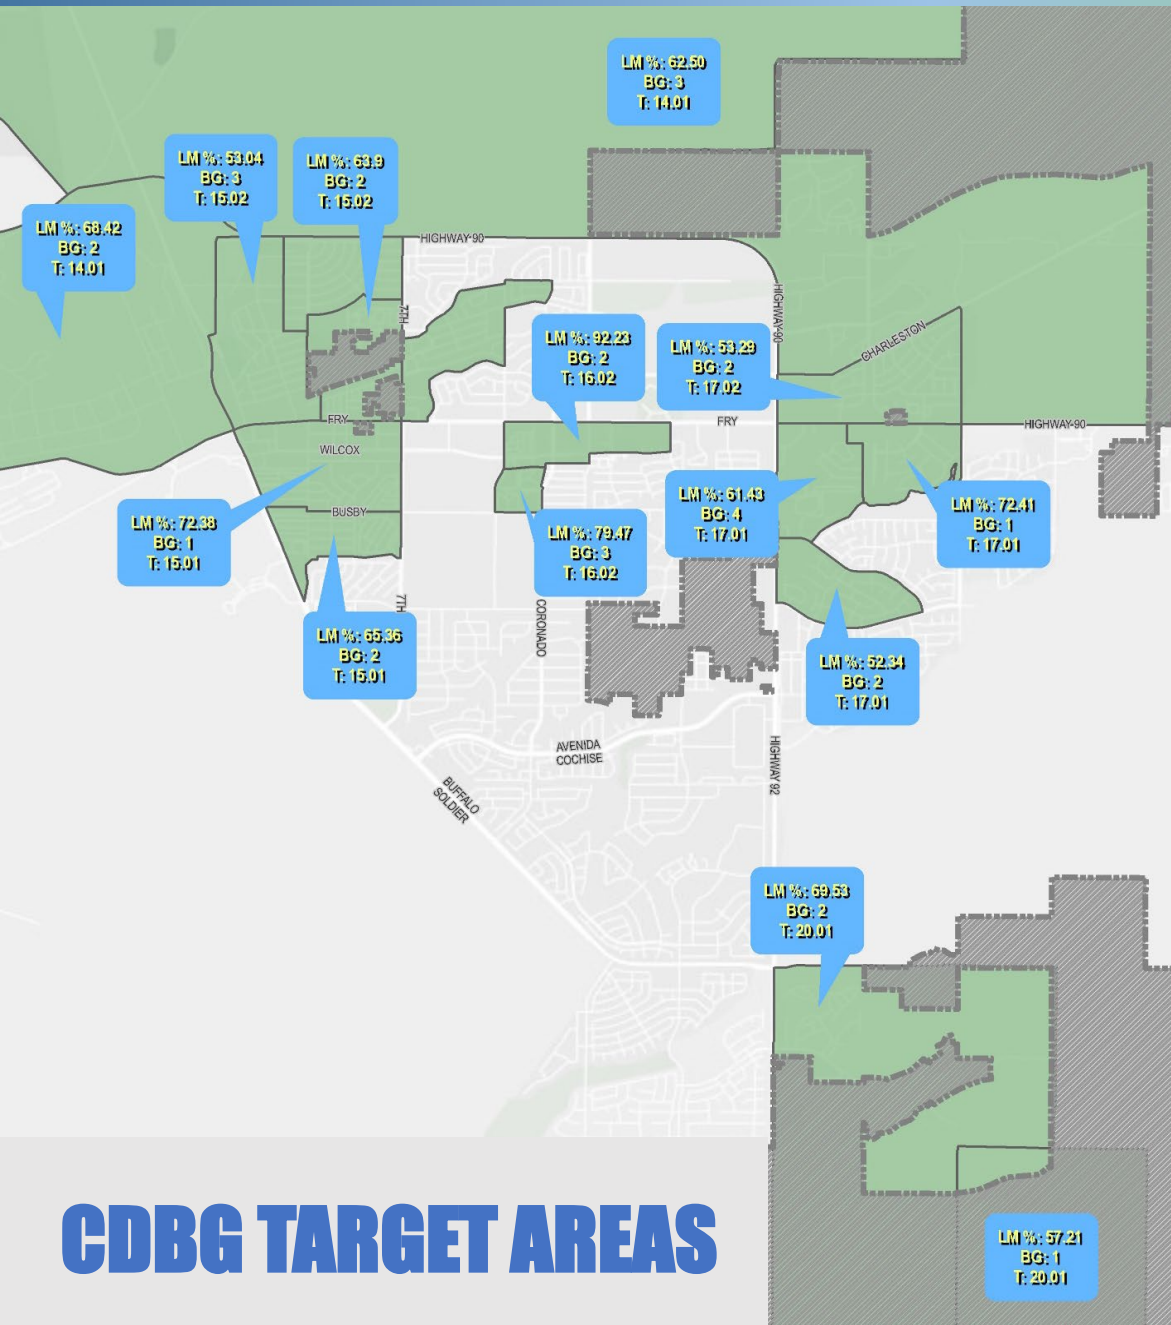 LM %: 62.50
BG: 3
T: 14.01
LM %: 53.04
BG: 3
T: 15.02
LM %: 63.9
BG: 2
T: 15.02
LM %: 68.42
BG: 2
T: 14.01
HIGHWAY 90
7TH
HIGHWAY 90
LM %: 92.23
BG: 2
T: 16.02
LM %: 53.29
BG: 2
T: 17.02
CHARLESTON
FRY
FRY
HIGHWAY 90
WILCOX
LM %: 72.38
BG: 1
T: 15.01
BUSBY
LM %: 61.43
BG: 4
T: 17.01
LM %: 72.41
BG: 1
T: 17.01
LM %: 79.47
BG: 3
T: 16.02
7TH
CORONADO
LM %: 65.36
BG: 2
T: 15.01
LM %: 52.34
BG: 2
T: 17.01
AVENIDA
COCHISE
HIGHWAY 92
BUFFALO
SOLDIER
LM %: 69.53
BG: 2
T: 20.01
CDBG TARGET AREAS
LM %: 57.21
BG: 1
T: 20.01